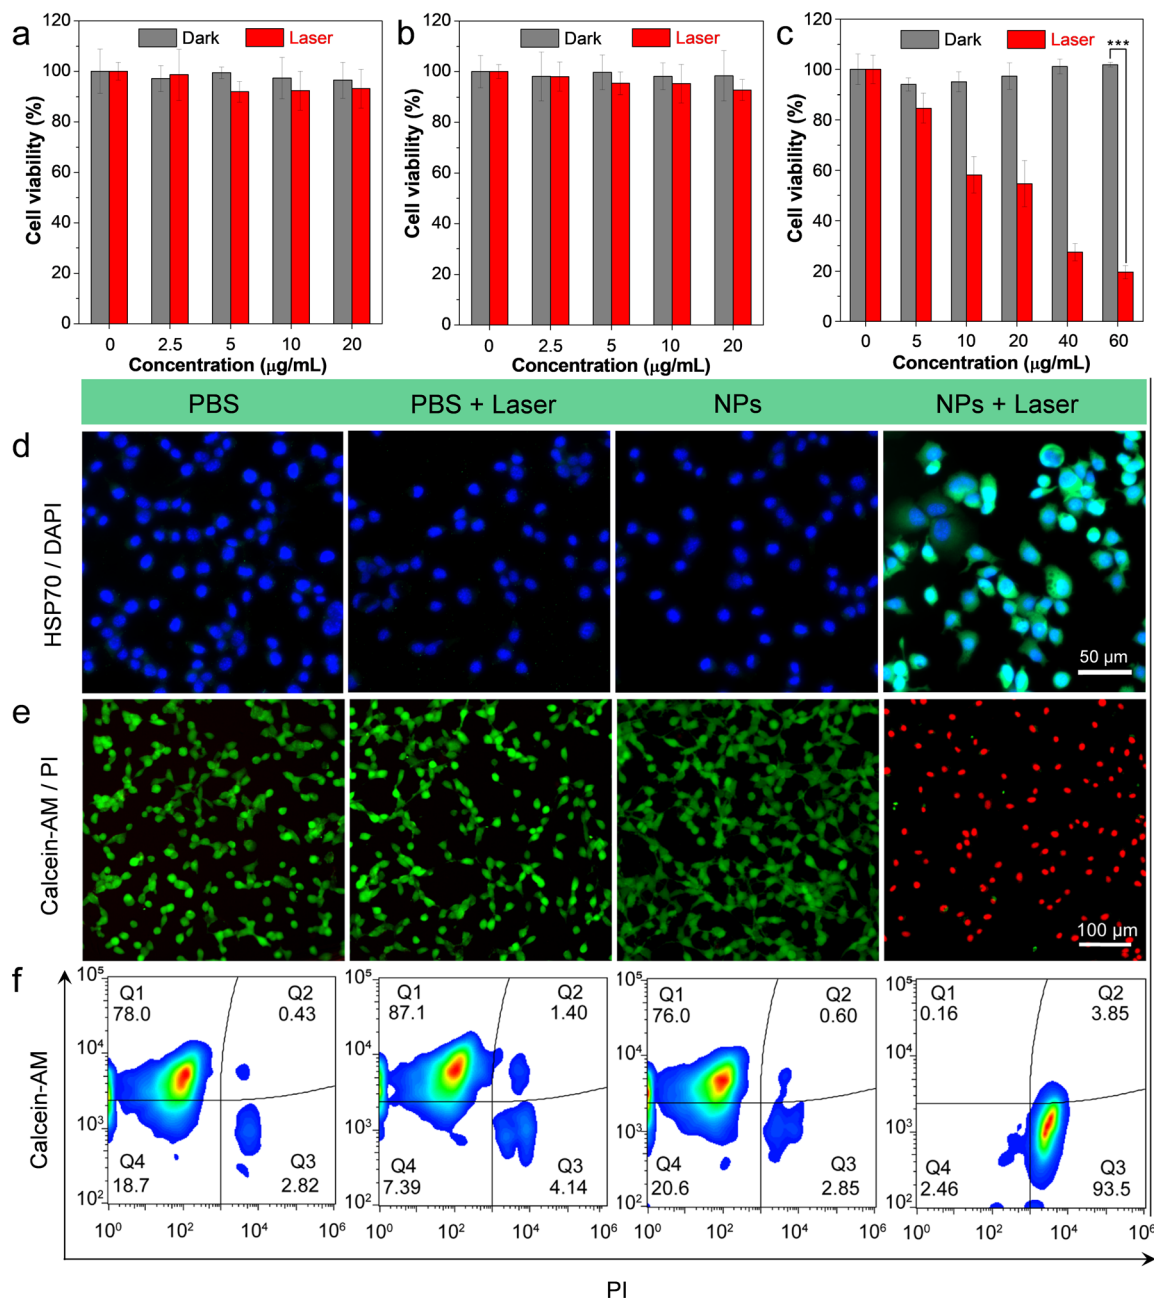 a
Dark
Laser
Cell viability (%)
120
100
80
60
40
20
0
0 2.5 5 10 20
Concentration (μg/mL)
b
Dark
Laser
Cell viability (%)
120
100
80
60
40
20
0
0 2.5 5 10 20
Concentration (μg/mL)
c
Dark
Laser
***
Cell viability (%)
120
100
80
60
40
20
0
0 5 10 20 40 60
Concentration (μg/mL)
PBS
PBS + Laser
NPs
NPs + Laser
d
HSP70 / DAPI
50 μm
e
Calcein-AM / PI
100 μm
f
Calcein-AM
10⁵
10⁴
10³
10²
Q1
78.0
Q2
0.43
Q4
18.7
Q3
2.82
10⁰ 10² 10⁴ 10⁶
10⁵
10⁴
10³
10²
Q1
87.1
Q2
1.40
Q4
7.39
Q3
4.14
10⁰ 10² 10⁴ 10⁶
10⁵
10⁴
10³
10²
Q1
76.0
Q2
0.60
Q4
20.6
Q3
2.85
10⁰ 10² 10⁴ 10⁶
10⁵
10⁴
10³
10²
Q1
0.16
Q2
3.85
Q4
2.46
Q3
93.5
10⁰ 10² 10⁴ 10⁶
PI